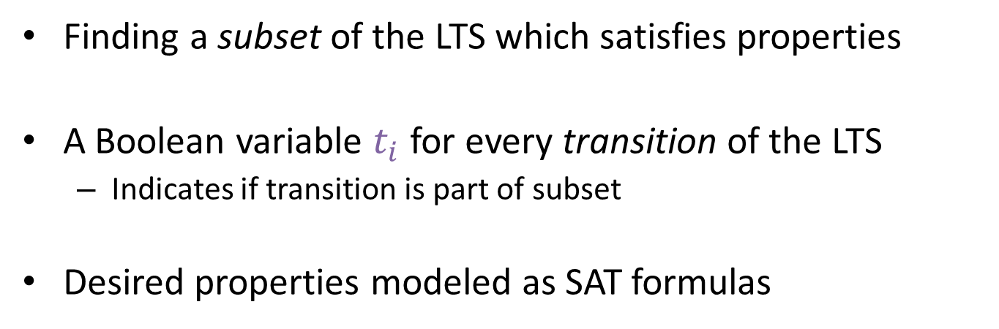 • Finding a subset of the LTS which satisfies properties
• A Boolean variable tᵢ for every transition of the LTS
– Indicates if transition is part of subset
• Desired properties modeled as SAT formulas